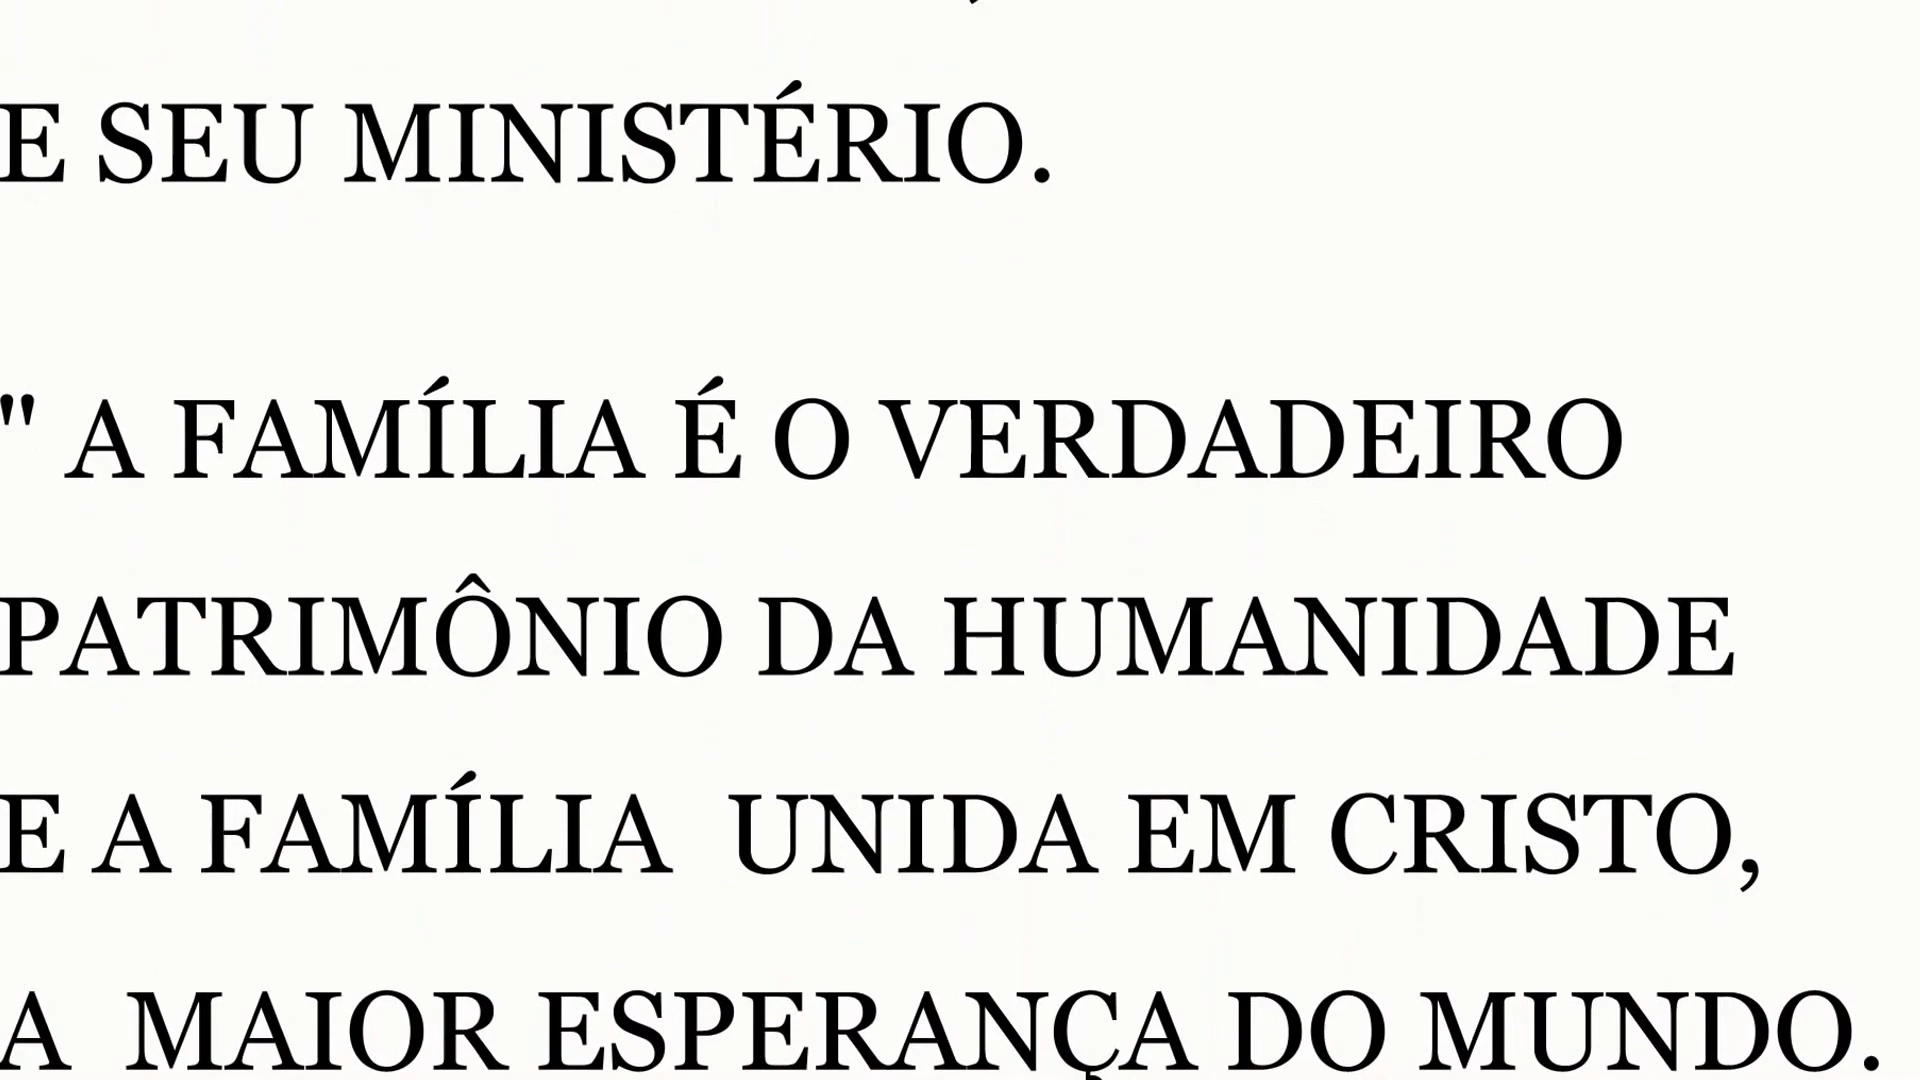 E SEU MINISTÉRIO.
" A FAMÍLIA É O VERDADEIRO
PATRIMÔNIO DA HUMANIDADE
E A FAMÍLIA  UNIDA EM CRISTO,
A  MAIOR ESPERANÇA DO MUNDO.